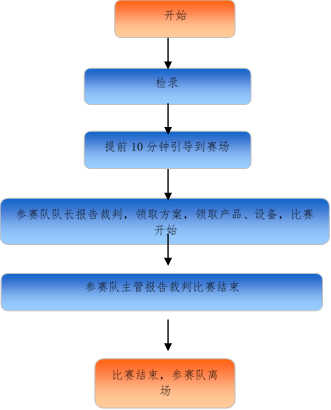 开始
检录
提前10分钟引导到赛场
参赛队队长报告裁判，领取方案，领取产品、设备，比赛
开始
参赛队主管报告裁判比赛结束
比赛结束，参赛队离
场